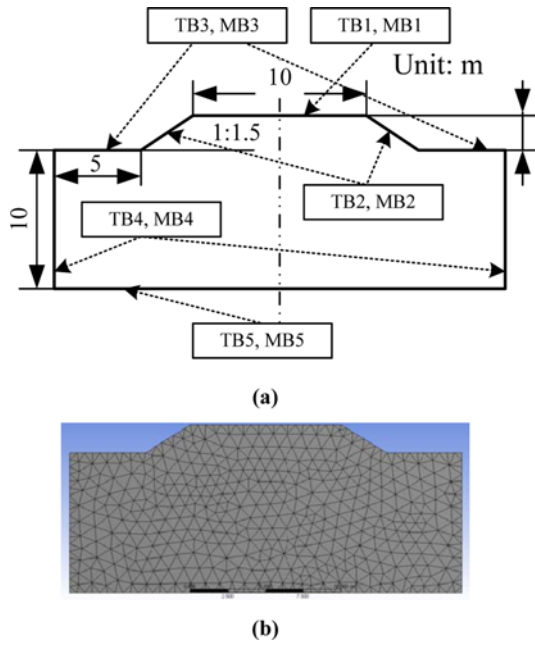 TB3, MB3
TB1, MB1
10
Unit: m
1:1.5
5
TB2, MB2
10
TB4, MB4
TB5, MB5
(a)
(b)